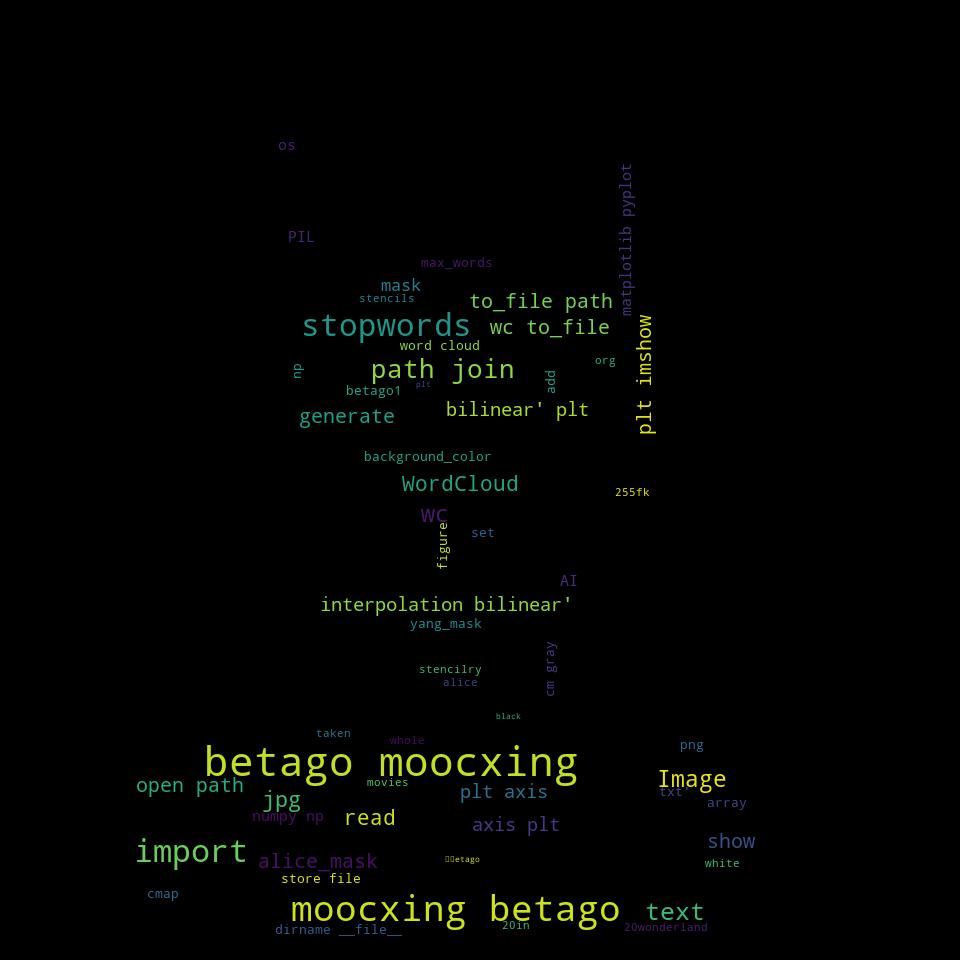 os
matplotlib pyplot
PIL
max_words
mask
stencils
to_file path
stopwords
wc to_file
plt imshow
word cloud
org
path join
np
add
plt
betago1
bilinear' plt
generate
background_color
WordCloud
255fk
wc
figure
set
AI
interpolation bilinear'
yang_mask
cm gray
stencilry
alice
black
taken
whole
png
betago moocxing
Image
movies
open path
plt axis
txt
jpg
array
numpy np
read
axis plt
show
import
alice_mask
etago
white
store file
cmap
moocxing betago
text
20in
20wonderland
dirname __file__